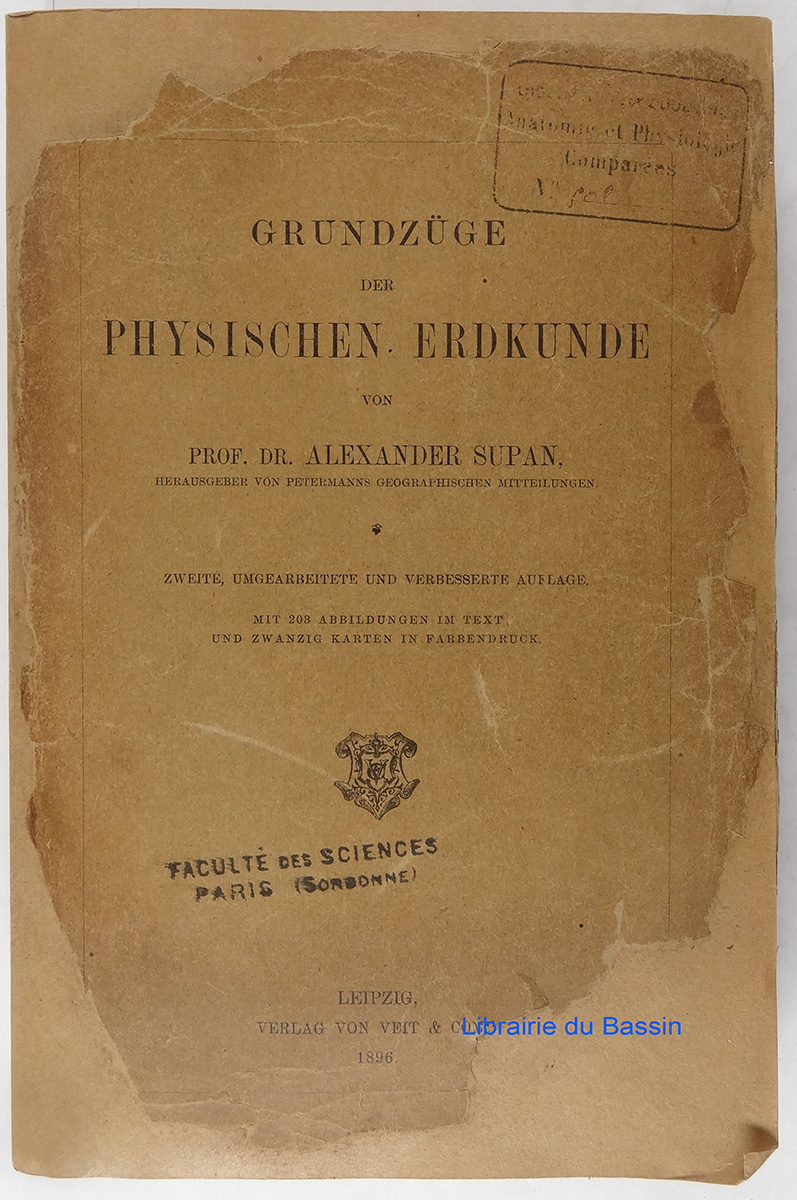 Anatomie et Physiologie
Comparées
N°
GRUNDZÜGE
DER
PHYSISCHEN ERDKUNDE
VON
PROF. DR. ALEXANDER SUPAN,
HERAUSGEBER VON PETERMANNS GEOGRAPHISCHEN MITTEILUNGEN.
ZWEITE, UMGEARBEITETE UND VERBESSERTE AUFLAGE.
MIT 203 ABBILDUNGEN IM TEXT
UND ZWANZIG KARTEN IN FARBENDRUCK.
FACULTÉ DES SCIENCES
PARIS (SORBONNE)
LEIPZIG,
VERLAG VON VEIT &
Librairie du Bassin
1896.